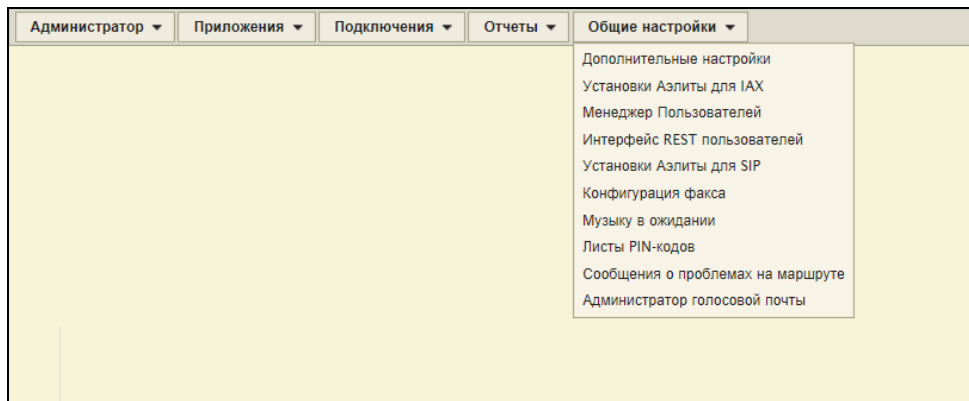 Администратор Приложения Подключения Отчеты Общие настройки
Дополнительные настройки
Установки Аэлиты для IAX
Менеджер Пользователей
Интерфейс REST пользователей
Установки Аэлиты для SIP
Конфигурация факса
Музыку в ожидании
Листы PIN-кодов
Сообщения о проблемах на маршруте
Администратор голосовой почты